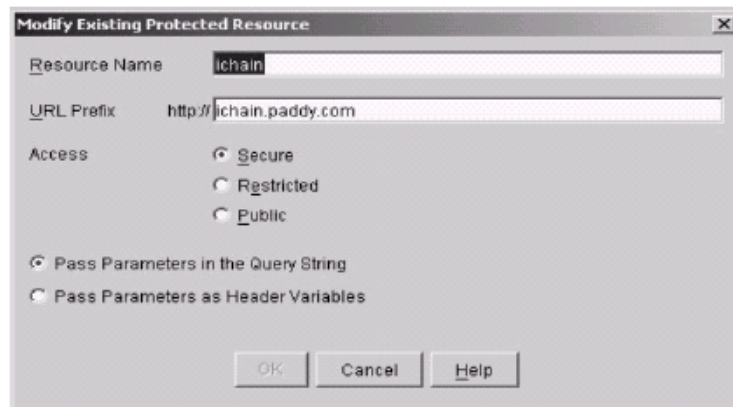 Modify Existing Protected Resource
Resource Name ichain
URL Prefix http:// ichain.paddy.com
Access Secure
Restricted
Public
Pass Parameters in the Query String
Pass Parameters as Header Variables
OK Cancel Help